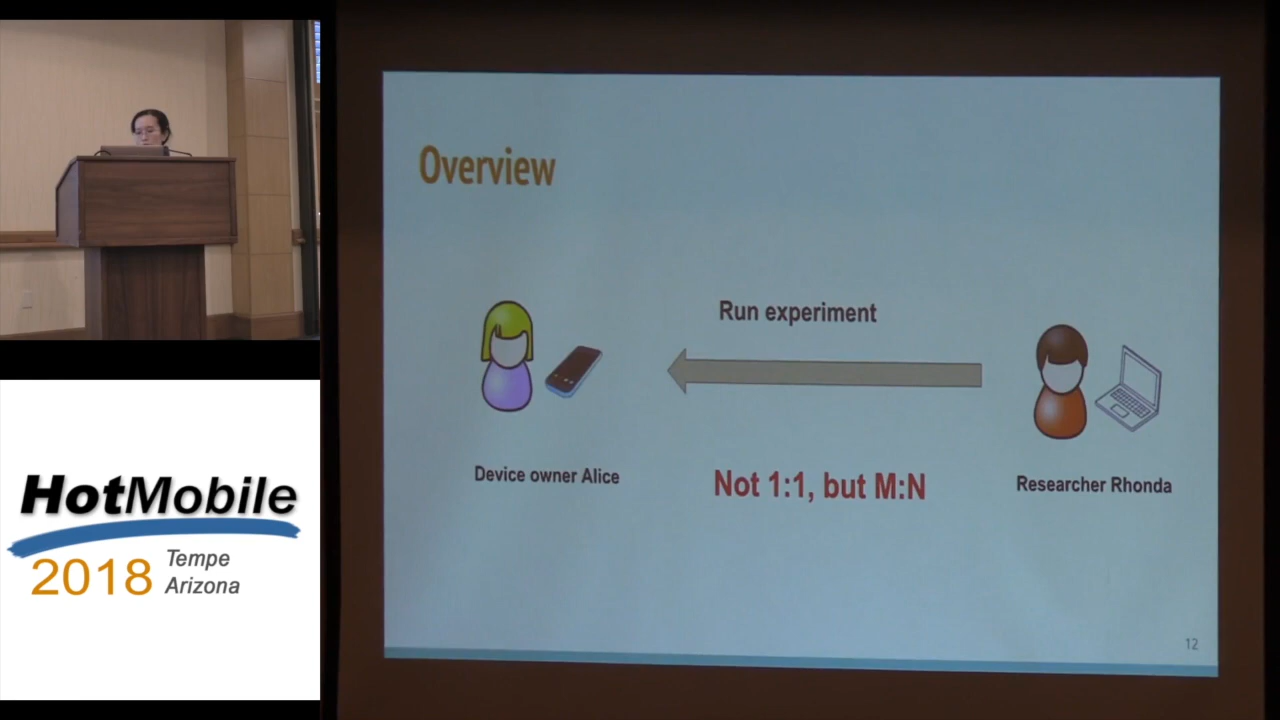 Overview
Run experiment
Device owner Alice
Not 1:1, but M:N
Researcher Rhonda
12
HotMobile
2018 Tempe
Arizona